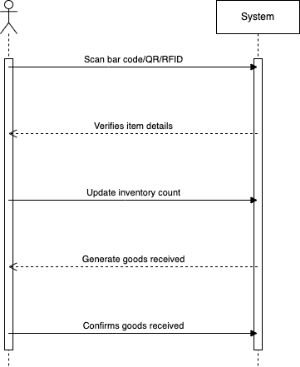 System
Scan bar code/QR/RFID
Verifies item details
Update inventory count
Generate goods received
Confirms goods received